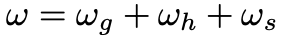 ω = ω_g + ω_h + ω_s